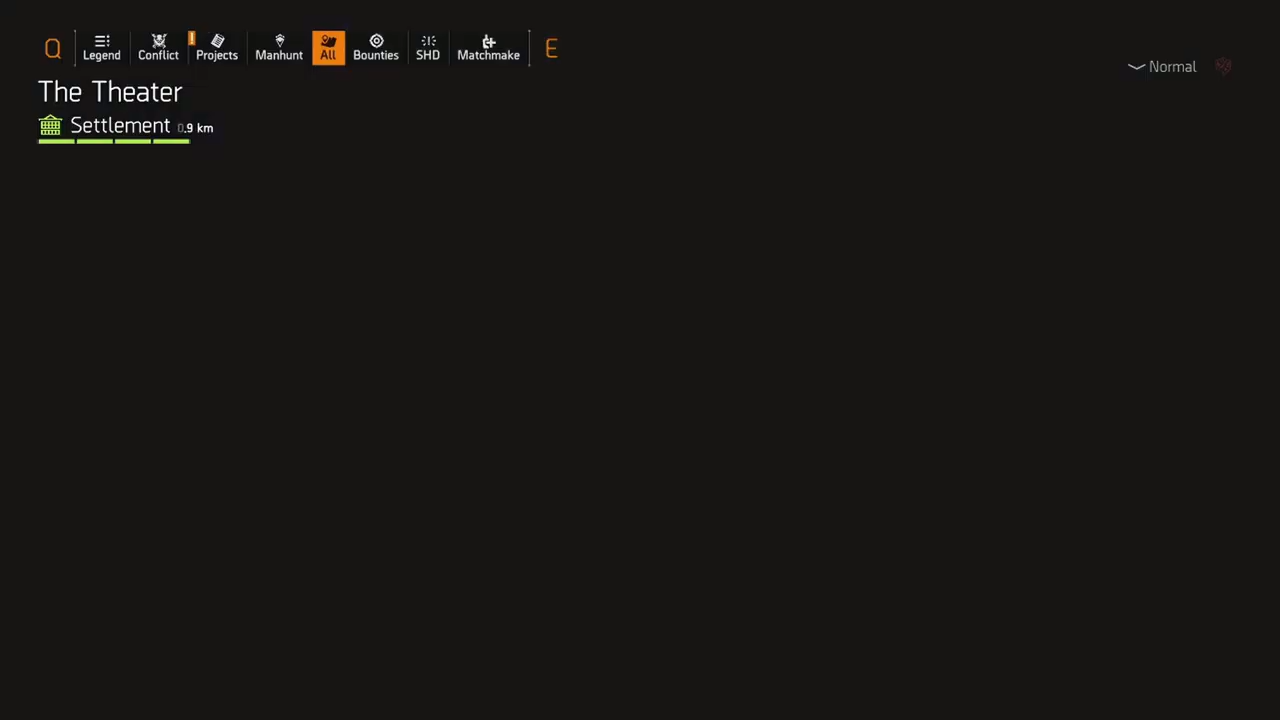 Q Legend Conflict ! Projects Manhunt All Bounties SHD Matchmake E
Normal
The Theater
Settlement 0.9 km